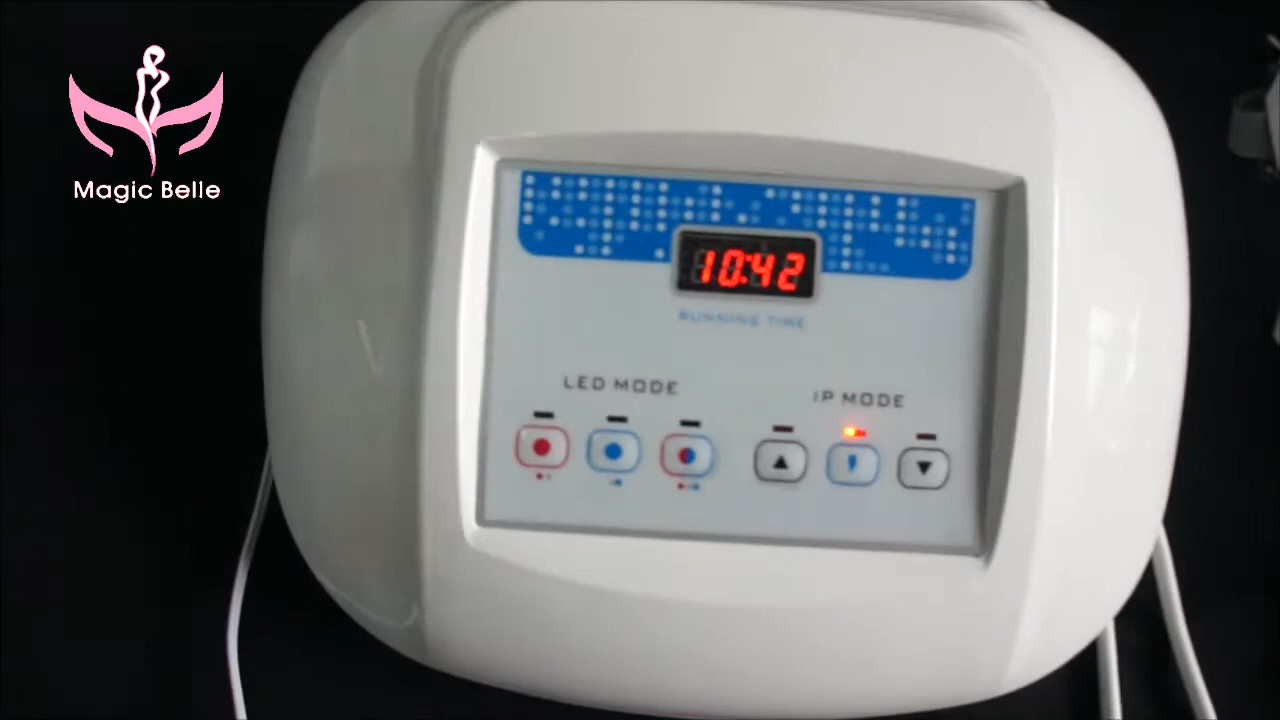 Magic Belle
10:42
RUNNING TIME
LED MODE
IP MODE